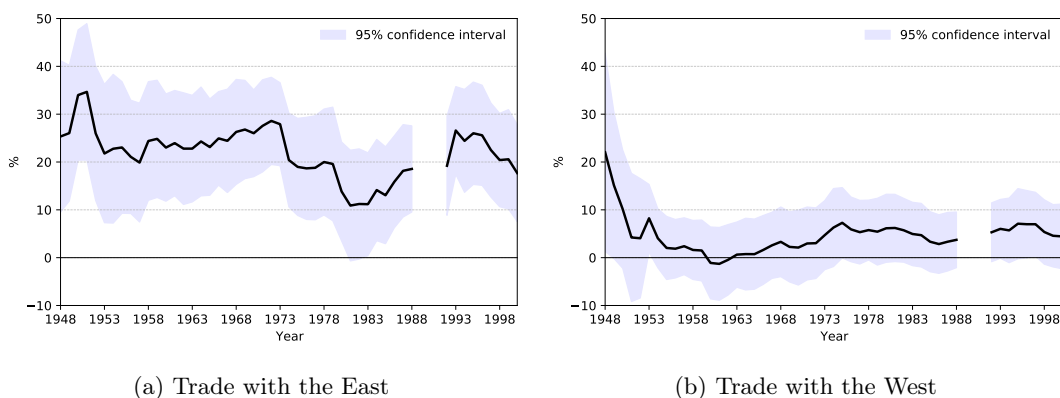 50
40
30
20
10
0
−10
%
95% confidence interval
1948 1953 1958 1963 1968 1973 1978 1983 1988 1993 1998
Year
(a) Trade with the East
50
40
30
20
10
0
−10
%
95% confidence interval
1948 1953 1958 1963 1968 1973 1978 1983 1988 1993 1998
Year
(b) Trade with the West